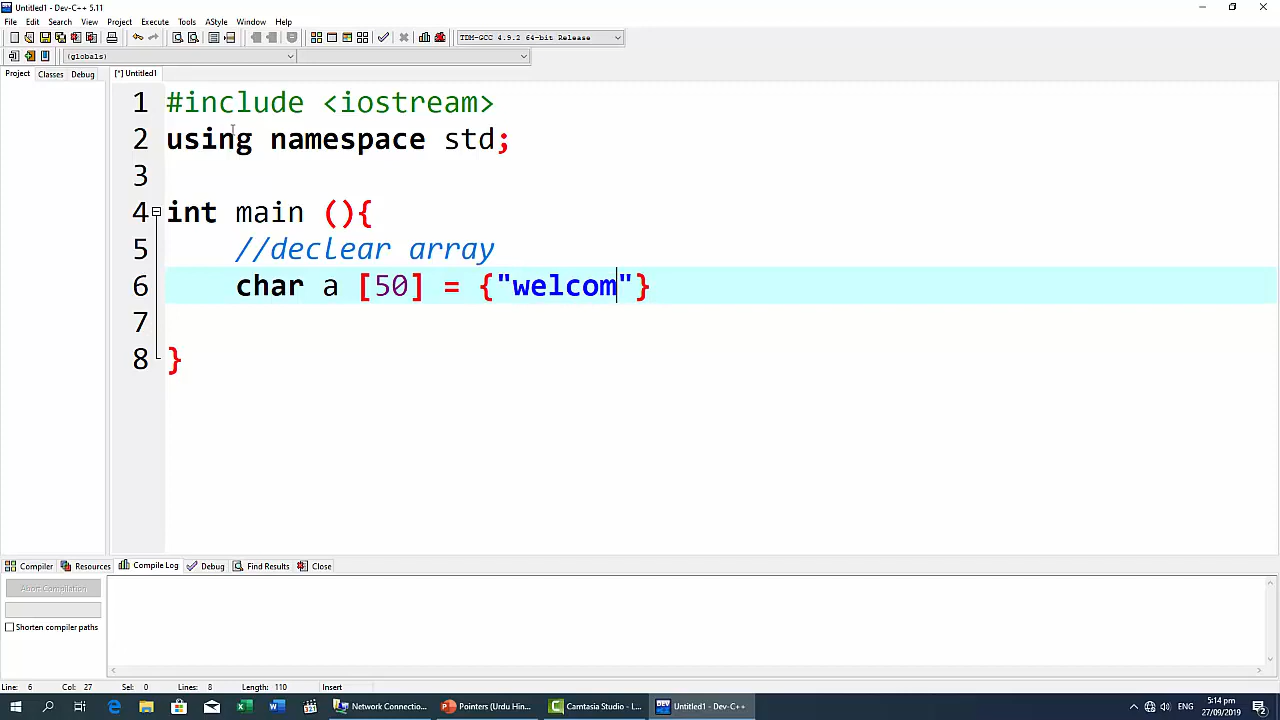 Untitled1 - Dev-C++ 5.11
File Edit Search View Project Execute Tools AStyle Window Help
TDM-GCC 4.9.2 64-bit Release
(globals)
Project Classes Debug [*] Untitled1
1 #include <iostream>
2 using namespace std;
3
4 int main (){
5 //declear array
6 char a [50] = {"welcom"}
7
8 }
Compiler Resources Compile Log Debug Find Results Close
Abort Compilation
Shorten compiler paths
Line: 6 Col: 27 Sel: 0 Lines: 8 Length: 110 Insert
Network Connectio... Pointers (Urdu Hin... Camtasia Studio - L... Untitled1 - Dev-C++ ENG 5:14 pm
27/09/2019 2